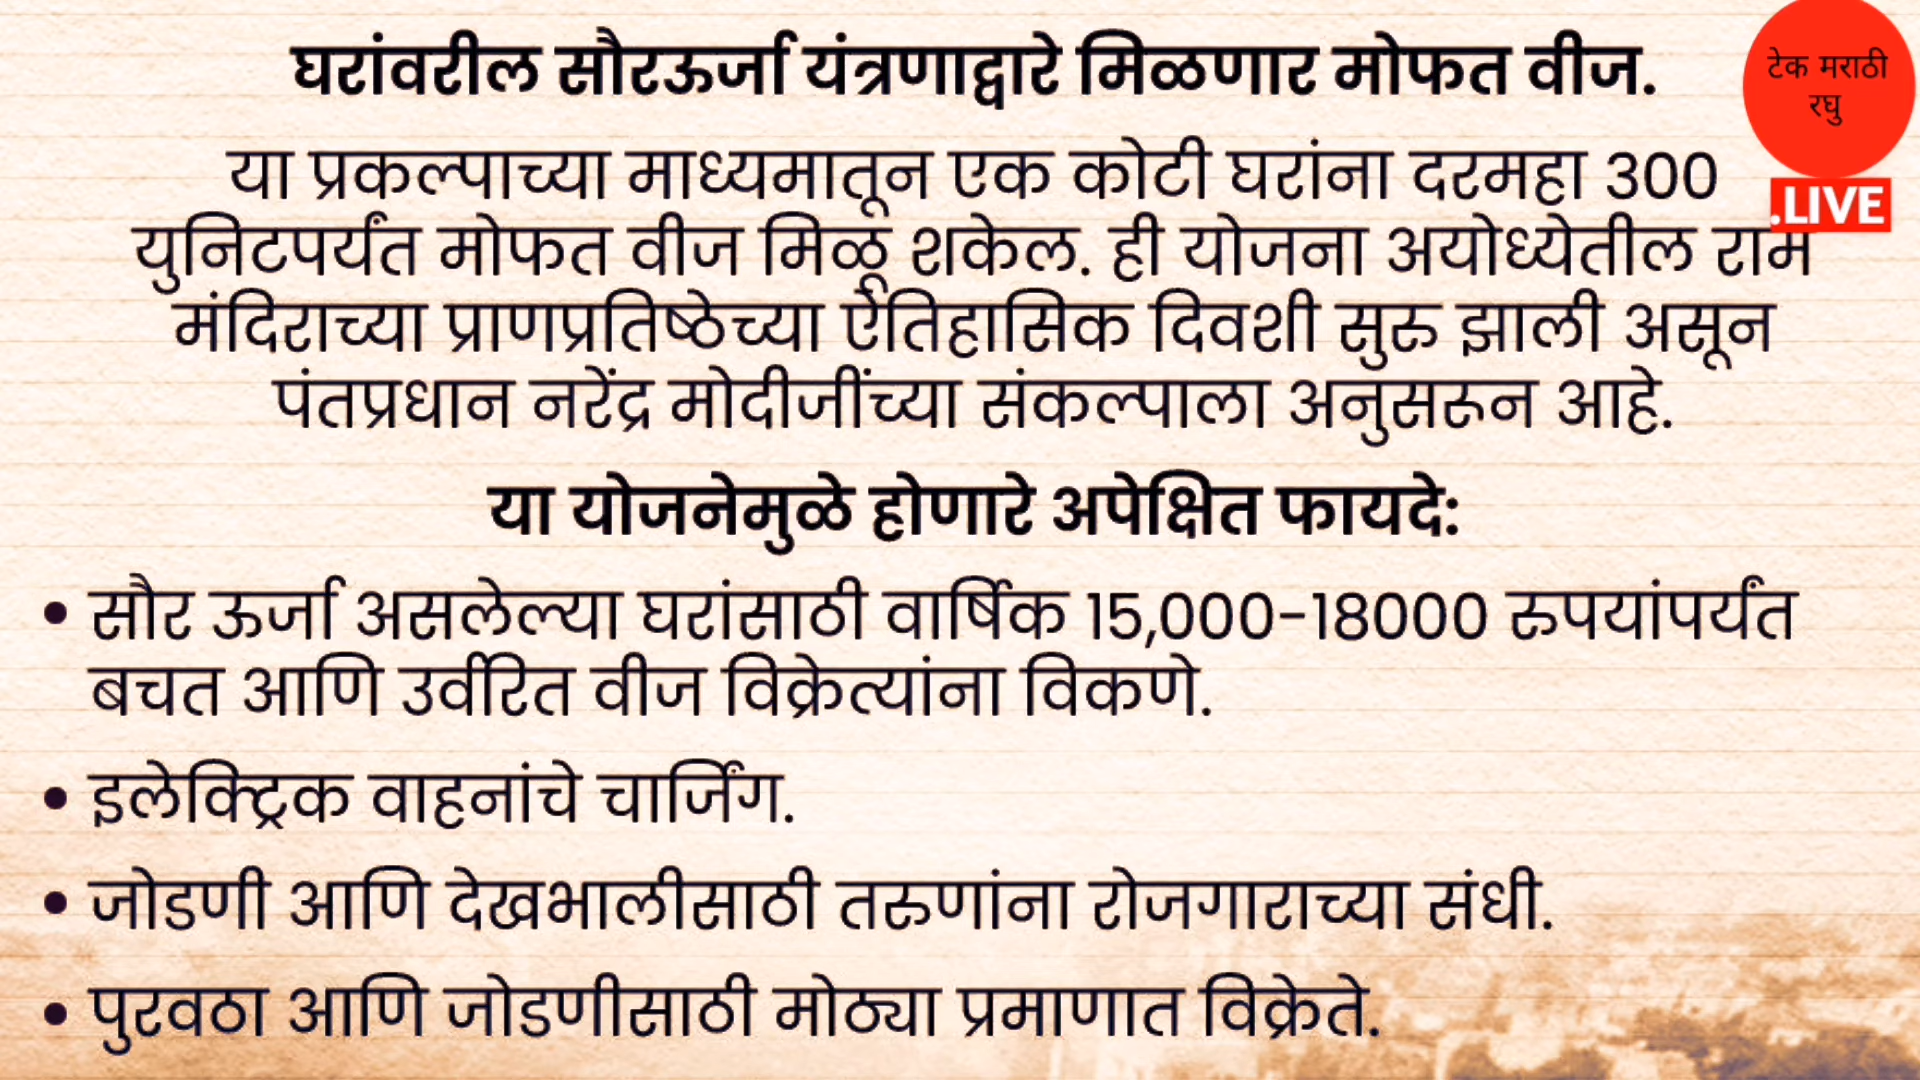 घरांवरील सौरऊर्जा यंत्रणाद्वारे मिळणार मोफत वीज.
टेक मराठी
रघु
.LIVE
या प्रकल्पाच्या माध्यमातून एक कोटी घरांना दरमहा 300
युनिटपर्यंत मोफत वीज मिळू शकेल. ही योजना अयोध्येतील राम
मंदिराच्या प्राणप्रतिष्ठेच्या ऐतिहासिक दिवशी सुरु झाली असून
पंतप्रधान नरेंद्र मोदीजींच्या संकल्पाला अनुसरून आहे.
या योजनेमुळे होणारे अपेक्षित फायदे:
• सौर ऊर्जा असलेल्या घरांसाठी वार्षिक 15,000-18000 रुपयांपर्यंत
बचत आणि उर्वरित वीज विक्रेत्यांना विकणे.
• इलेक्ट्रिक वाहनांचे चार्जिंग.
• जोडणी आणि देखभालीसाठी तरुणांना रोजगाराच्या संधी.
• पुरवठा आणि जोडणीसाठी मोठ्या प्रमाणात विक्रेते.